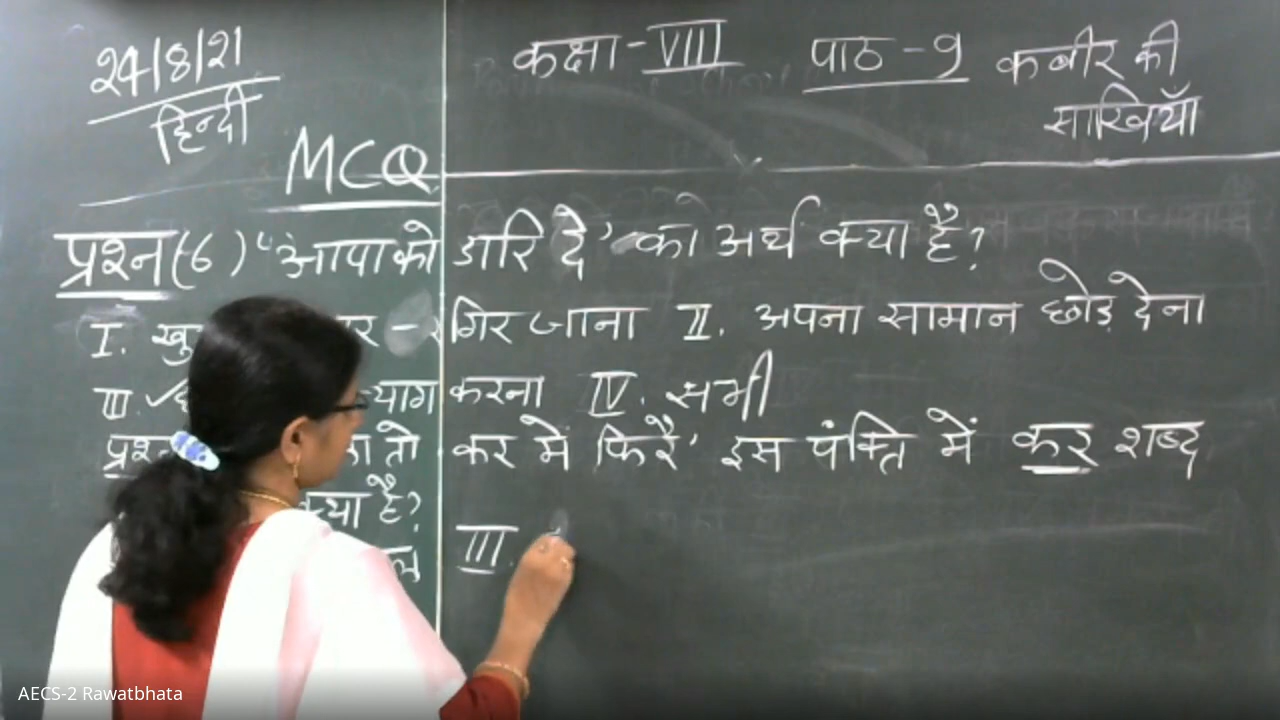 24/8/21
हिन्दी
कक्षा - VIII पाठ - 9 कबीर की
साखियाँ
MCQ
प्रश्न (6) "आपा को डारि दे' का अर्थ क्या है?
I. गिर जाना II. अपना सामान छोड़ देना
III. करना IV. सभी
तो कर में फिरै' इस पंक्ति में कर शब्द
क्या है?
III.
AECS-2 Rawatbhata